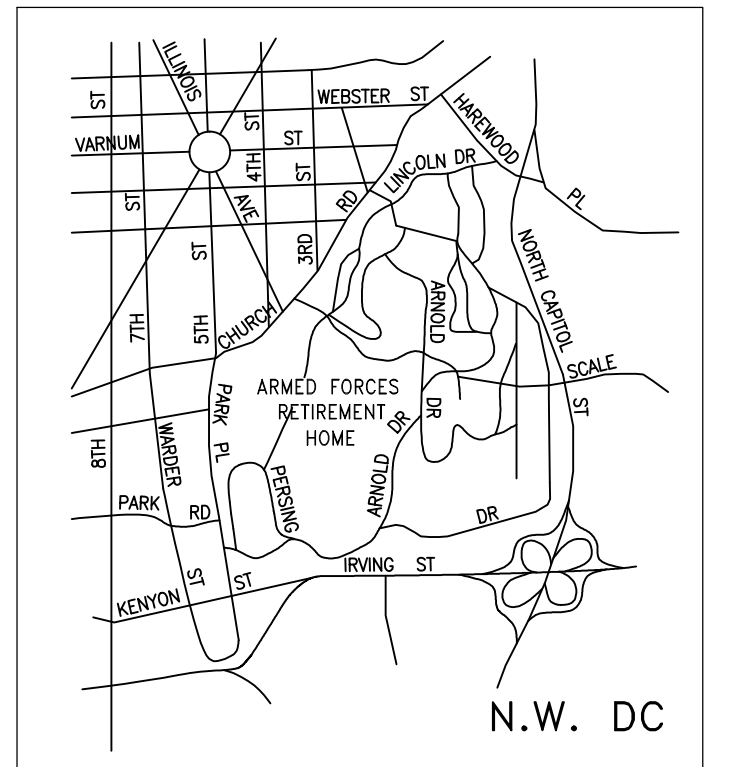 ILLINOIS
AVE
ST
WEBSTER ST
HAREWOOD
PL
VARNUM
ST
ST
4TH
ST
3RD
LINCOLN DR
RD
CHURCH
ST
7TH
ST
5TH
NORTH CAPITOL
ST
ARNOLD
DR
SCALE
ARMED FORCES
RETIREMENT
HOME
PARK PL
WARDER
ST
8TH
PERSING
ARNOLD
DR
DR
PARK RD
IRVING ST
KENYON
ST
N.W. DC